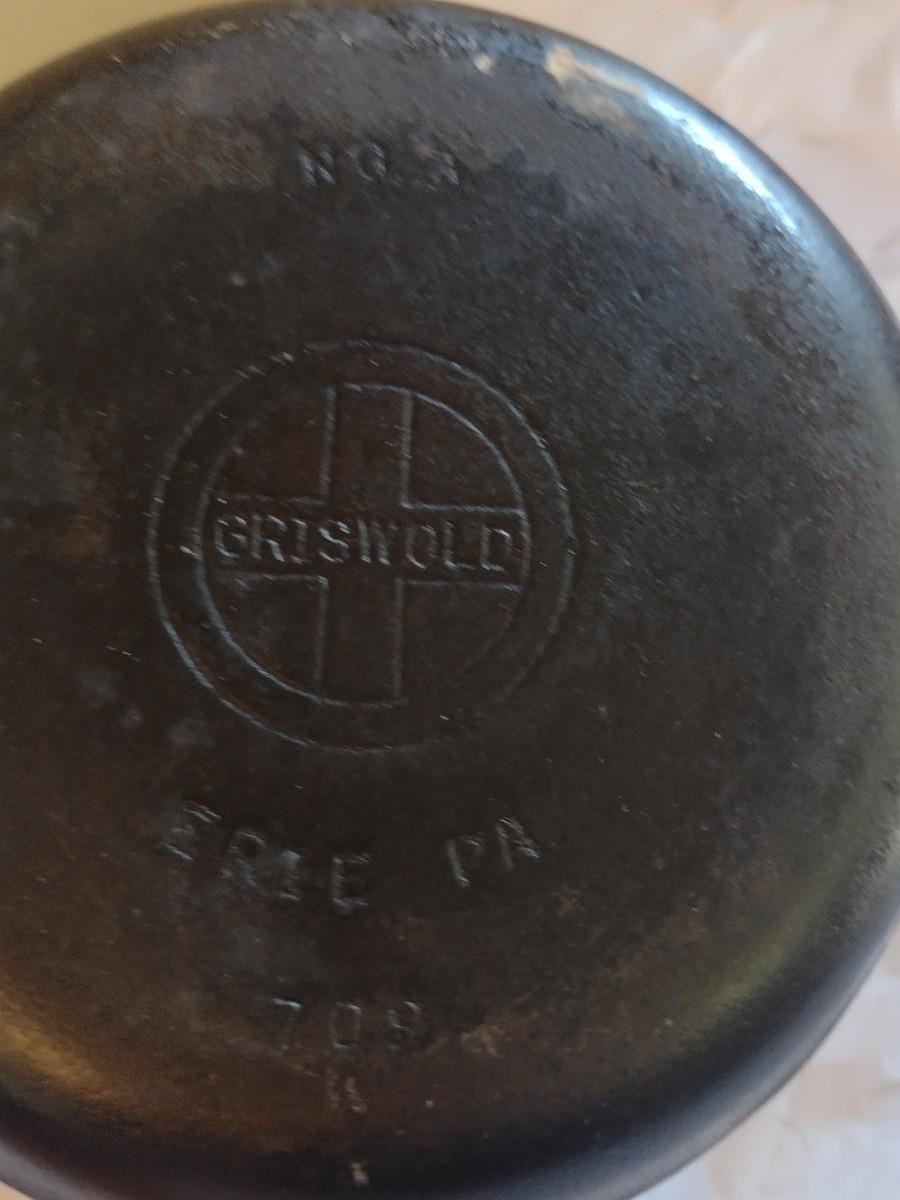 NO. 3
GRISWOLD
ERIE PA
709